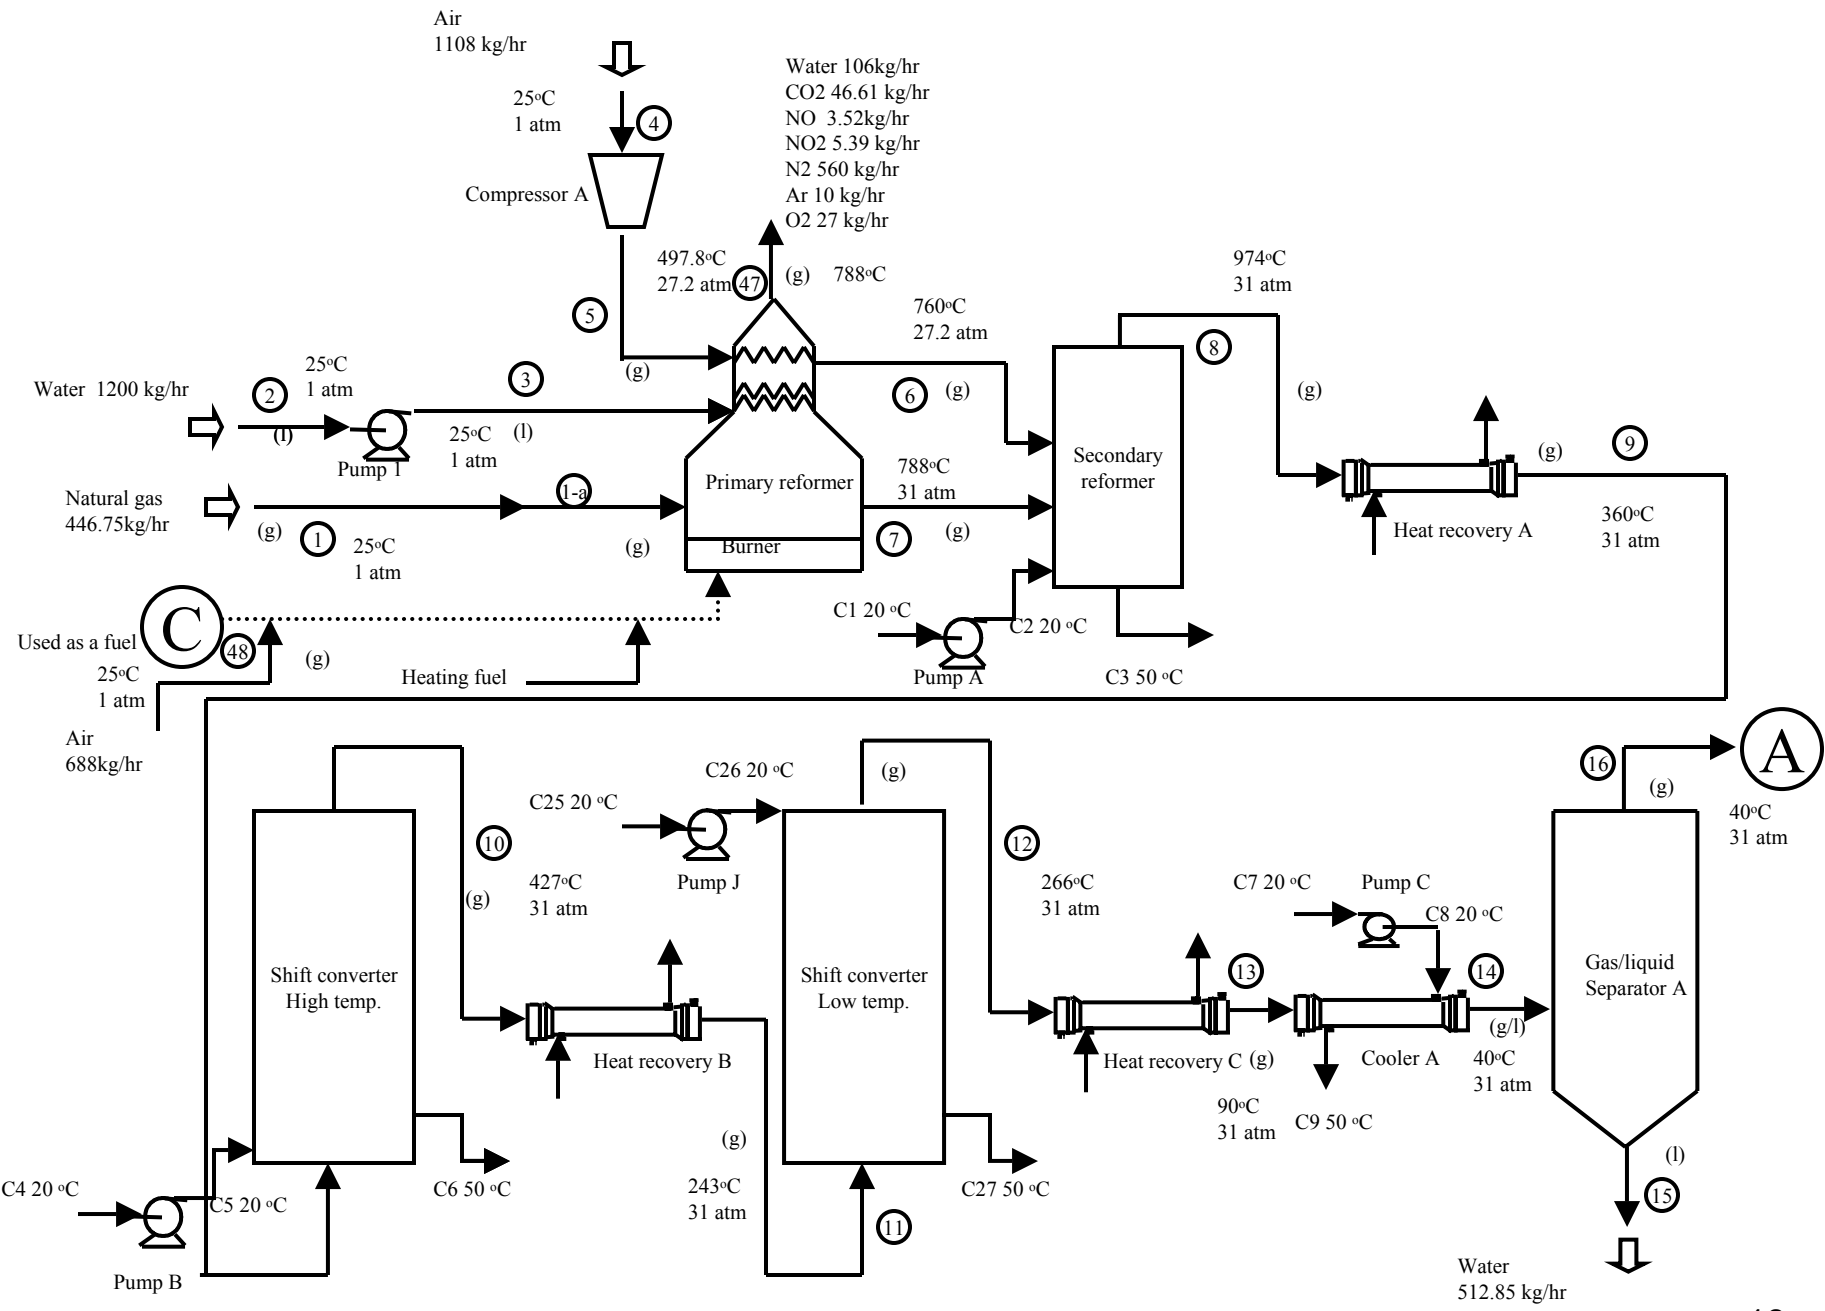 Air
1108 kg/hr
25°C
1 atm
4
Compressor A
Water 106kg/hr
CO2 46.61 kg/hr
NO  3.52kg/hr
NO2 5.39 kg/hr
N2 560 kg/hr
Ar 10 kg/hr
O2 27 kg/hr
497.8°C
27.2 atm
47
(g)
788°C
5
(g)
760°C
27.2 atm
974°C
31 atm
8
(g)
Water  1200 kg/hr
2
25°C
1 atm
(l)
Pump 1
3
25°C
1 atm
(l)
6
(g)
Natural gas
446.75kg/hr
(g)
1
25°C
1 atm
1-a
(g)
Primary reformer
Burner
788°C
31 atm
7
(g)
Secondary
reformer
(g)
9
Heat recovery A
360°C
31 atm
C
Used as a fuel
48
25°C
1 atm
(g)
Air
688kg/hr
Heating fuel
C1 20 °C
C2 20 °C
Pump A
C3 50 °C
A
16
(g)
40°C
31 atm
C26 20 °C
C25 20 °C
Pump J
(g)
10
(g)
427°C
31 atm
12
266°C
31 atm
C7 20 °C
Pump C
C8 20 °C
Shift converter
High temp.
Heat recovery B
Shift converter
Low temp.
13
14
Gas/liquid
Separator A
(g/l)
Heat recovery C
(g)
Cooler A
40°C
31 atm
90°C
31 atm
C9 50 °C
(g)
243°C
31 atm
11
C4 20 °C
C5 20 °C
C6 50 °C
C27 50 °C
Pump B
(l)
15
Water
512.85 kg/hr